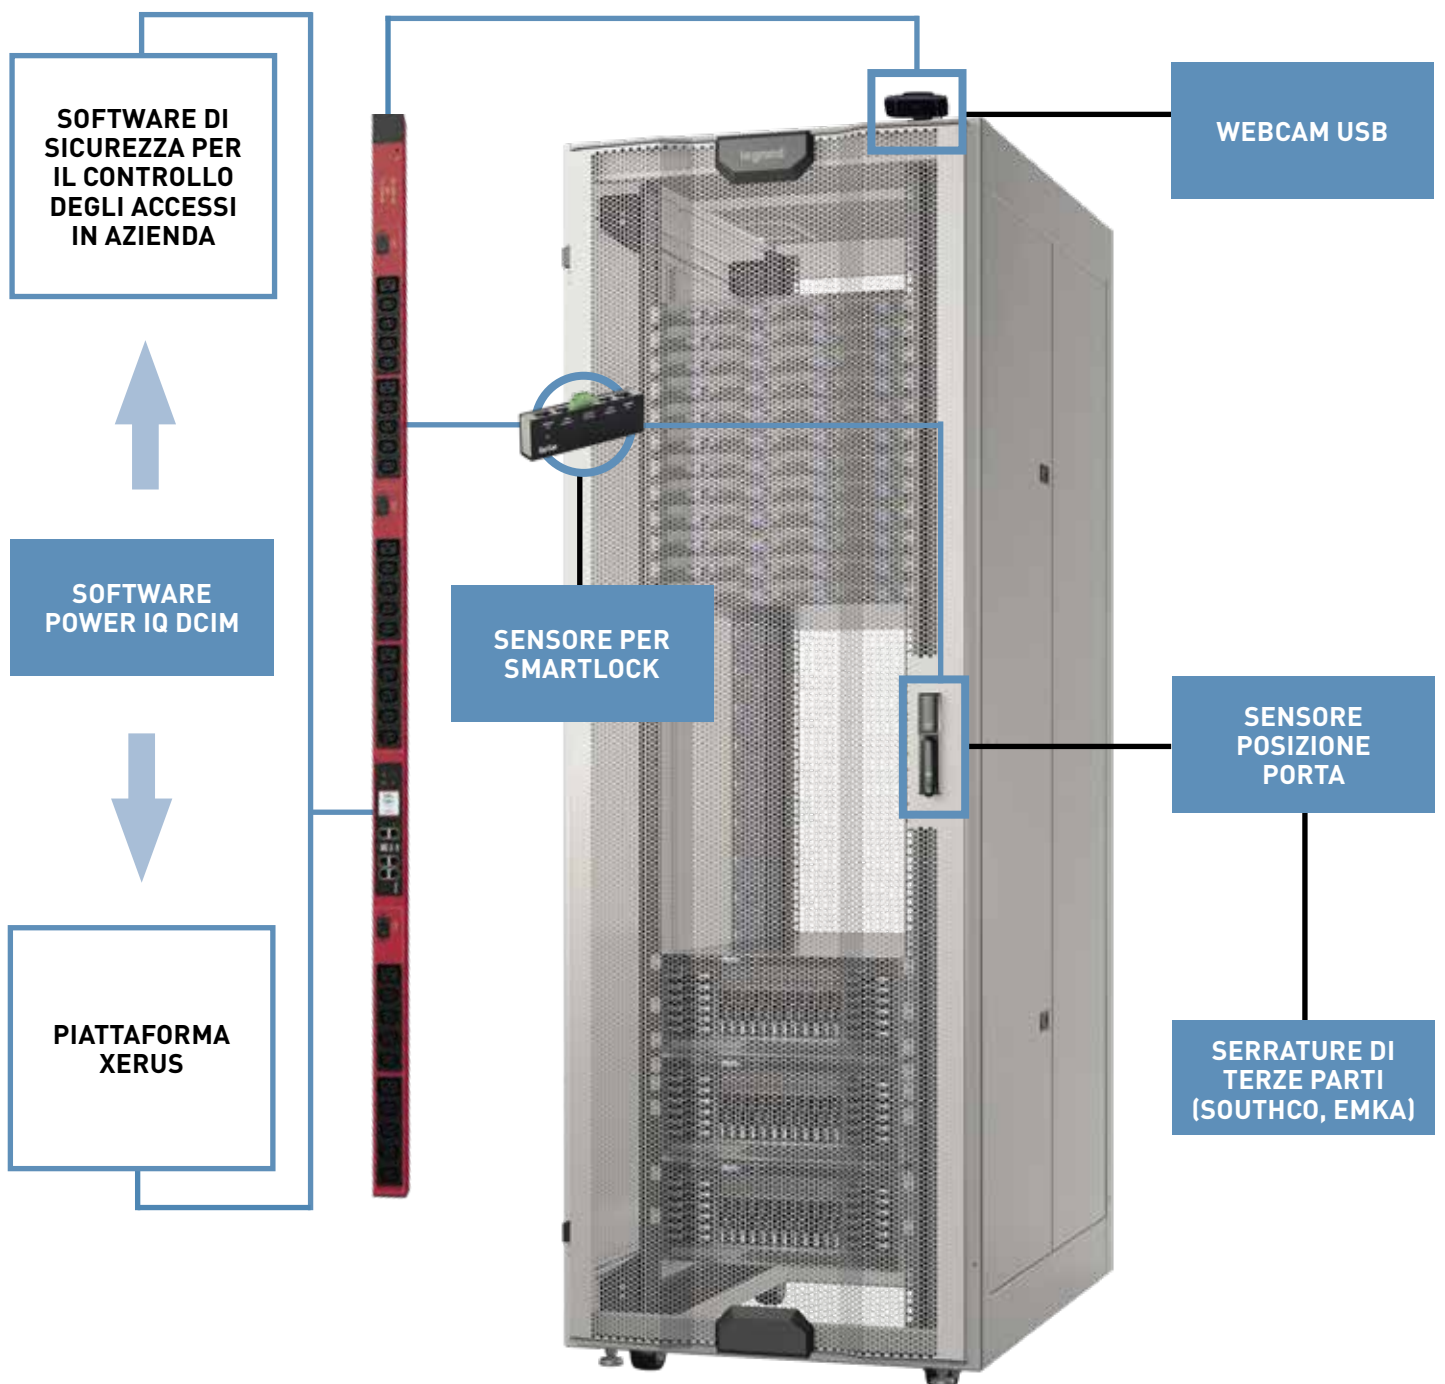 SOFTWARE DI
SICUREZZA PER
IL CONTROLLO
DEGLI ACCESSI
IN AZIENDA
WEBCAM USB
legrand
SOFTWARE
POWER IQ DCIM
SENSORE PER
SMARTLOCK
SENSORE
POSIZIONE
PORTA
PIATTAFORMA
XERUS
SERRATURE DI
TERZE PARTI
(SOUTHCO, EMKA)